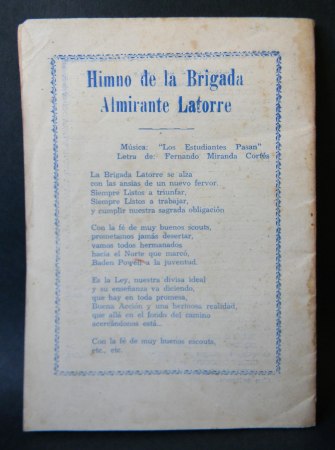 Himno de la Brigada
Almirante Latorre
Música: "Los Estudiantes Pasan"
Letra de: Fernando Miranda Cortés
La Brigada Latorre se alza
con las ansias de un nuevo fervor.
Siempre Listos a triunfar,
Siempre Listos a trabajar,
y cumplir nuestra sagrada obligación
Con la fé de muy buenos scouts,
prometamos jamás desertar,
vamos todos hermanados
hacia el Norte que marcó,
Baden Powell a la juventud.
Es la Ley, nuestra divisa ideal
y su enseñanza va diciendo,
que hay en toda promesa,
Buena Acción y una hermosa realidad,
que allá en el fondo del camino
acercándonos está..
Con la fé de muy buenos scouts,
etc., etc.